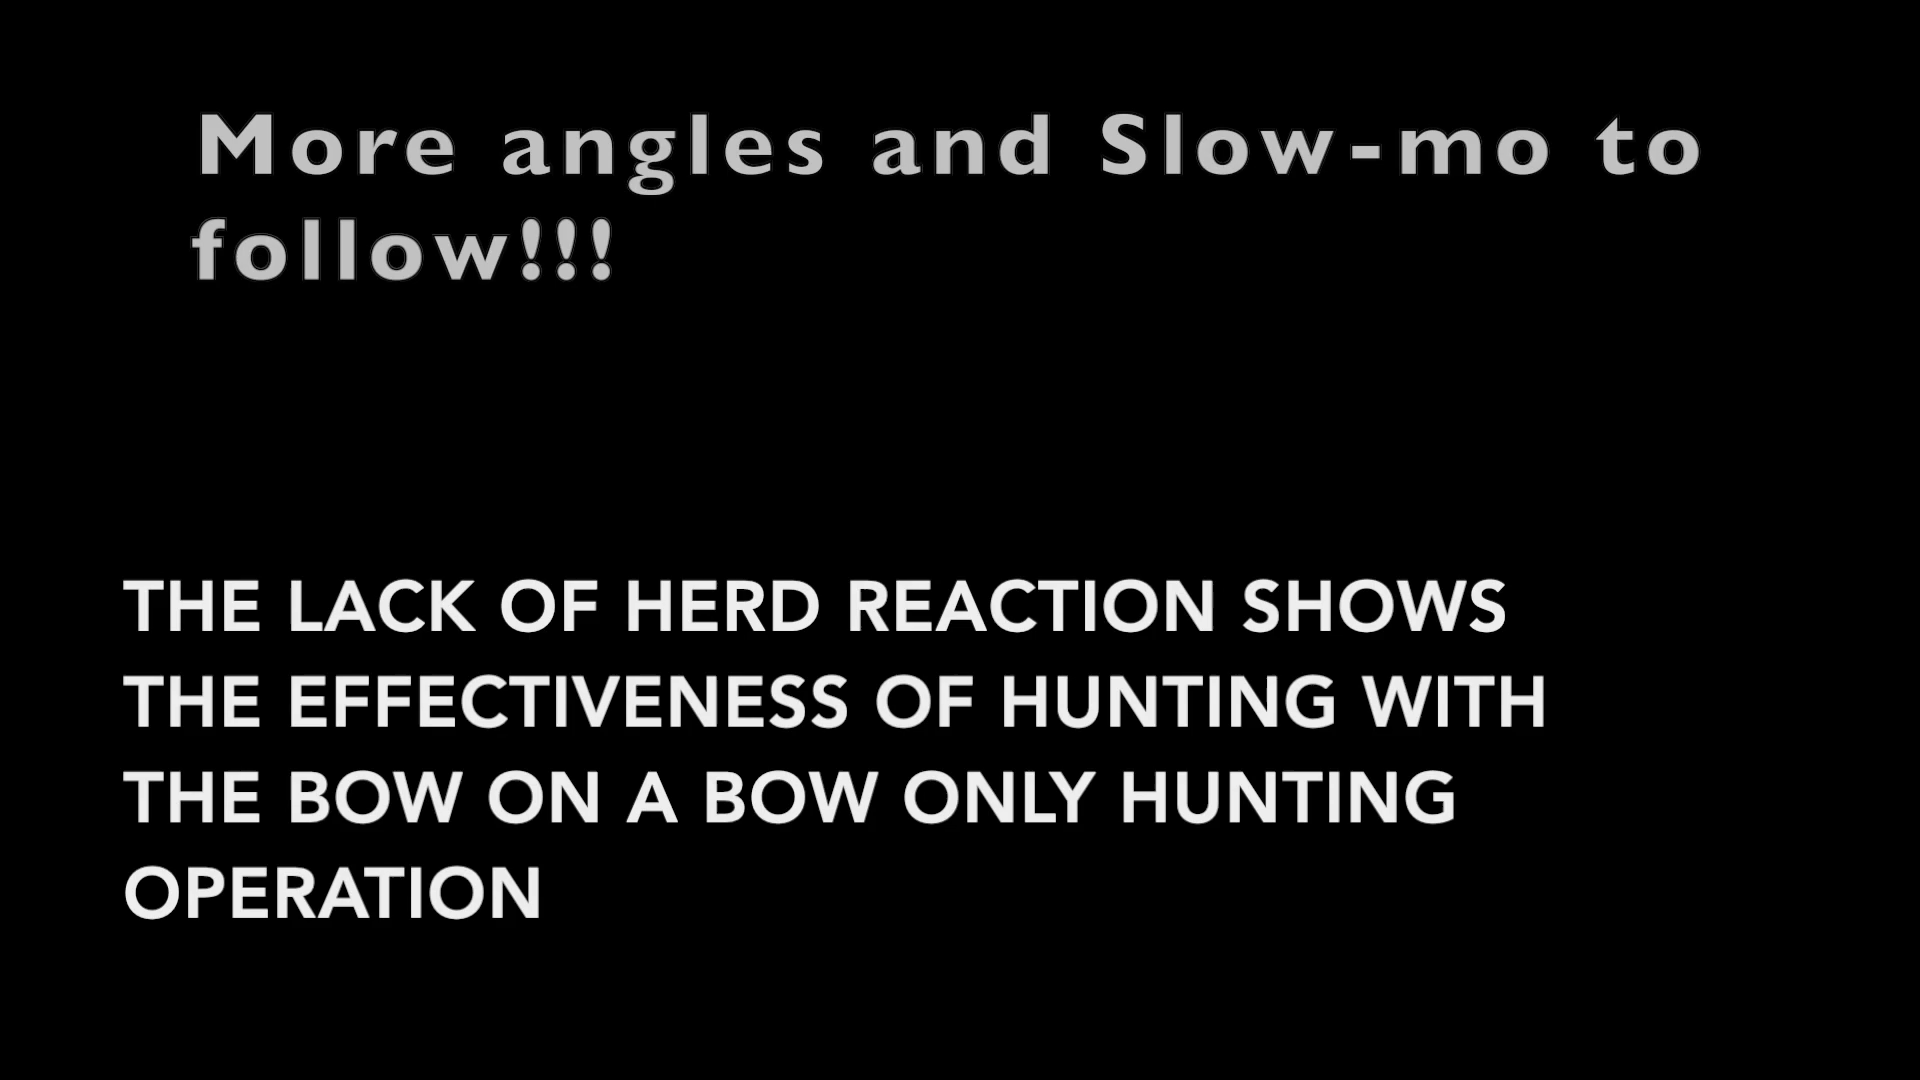 More angles and Slow-mo to
follow!!!
THE LACK OF HERD REACTION SHOWS
THE EFFECTIVENESS OF HUNTING WITH
THE BOW ON A BOW ONLY HUNTING
OPERATION